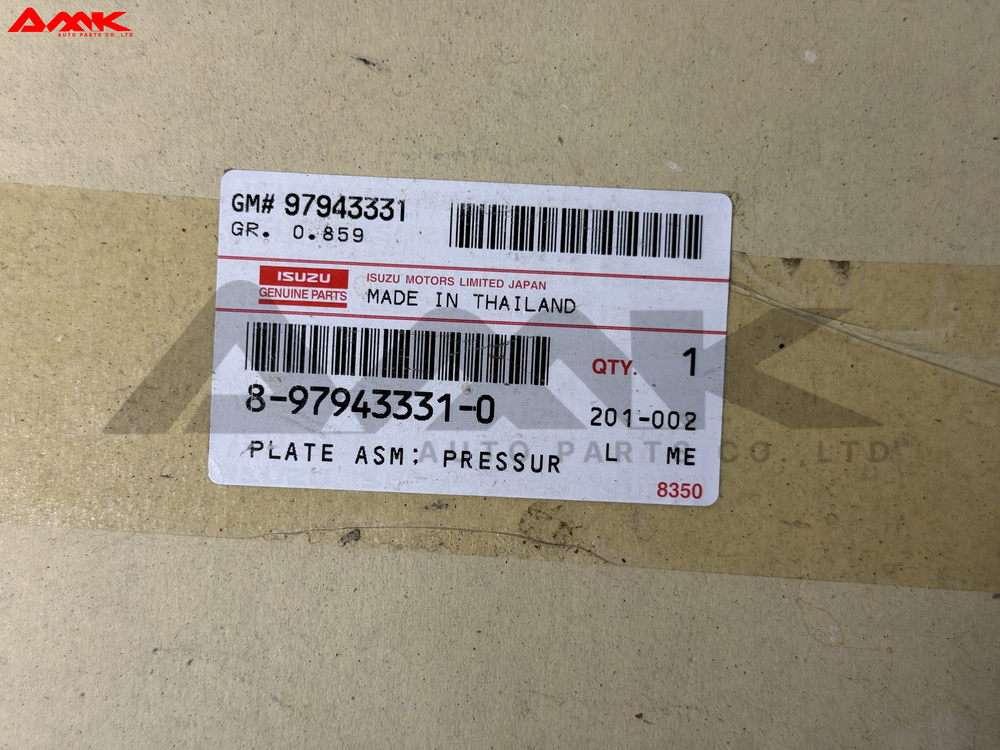 AMK
AUTO PARTS CO.,LTD
GM# 97943331
GR. 0.859
ISUZU
GENUINE PARTS
ISUZU MOTORS LIMITED JAPAN
MADE IN THAILAND
QTY. 1
8-97943331-0
201-002
PLATE ASM; PRESSUR
L ME
8350
AMK
AUTO PARTS CO.,LTD